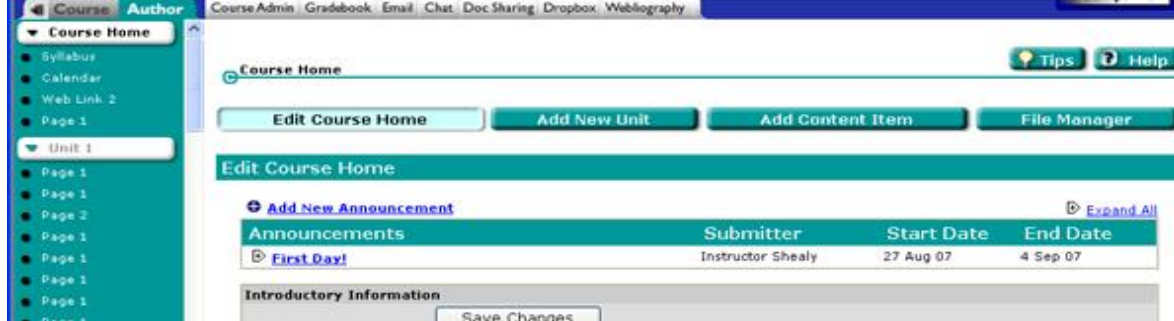 Course Author Course Admin Gradebook Email Chat Doc Sharing Dropbox Webliography
Course Home
Syllabus
Calendar
Web Link 2
Page 1
Unit 1
Page 1
Page 1
Page 2
Page 1
Page 1
Page 1
Page 1
Course Home
Tips Help
Edit Course Home Add New Unit Add Content Item File Manager
Edit Course Home
Add New Announcement Expand All
Announcements Submitter Start Date End Date
First Day! Instructor Shealy 27 Aug 07 4 Sep 07
Introductory Information
Save Changes